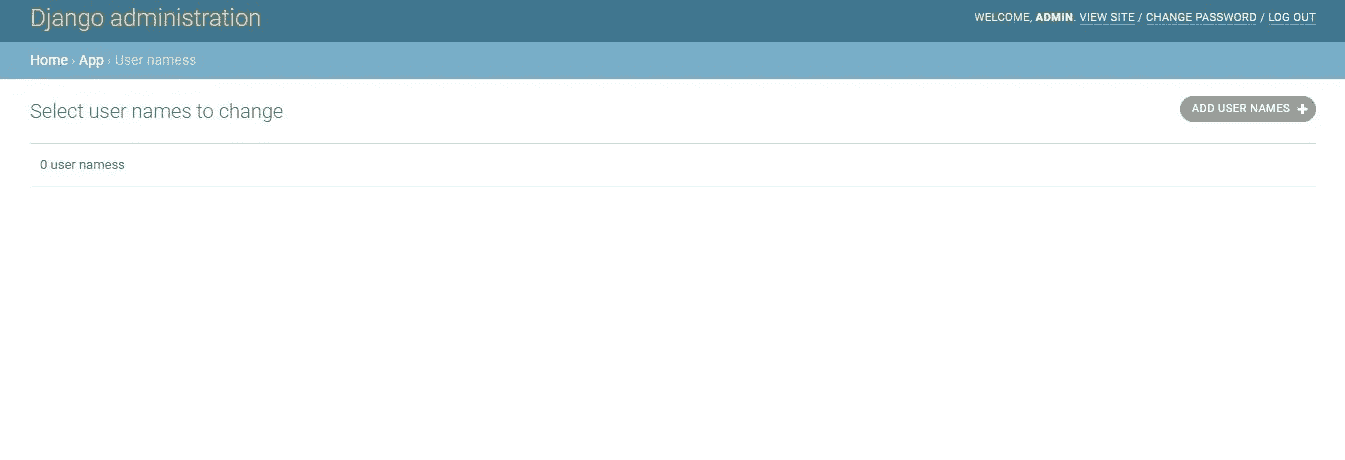 Django administration
WELCOME, ADMIN. VIEW SITE / CHANGE PASSWORD / LOG OUT
Home › App › User namess
Select user names to change
ADD USER NAMES +
0 user namess